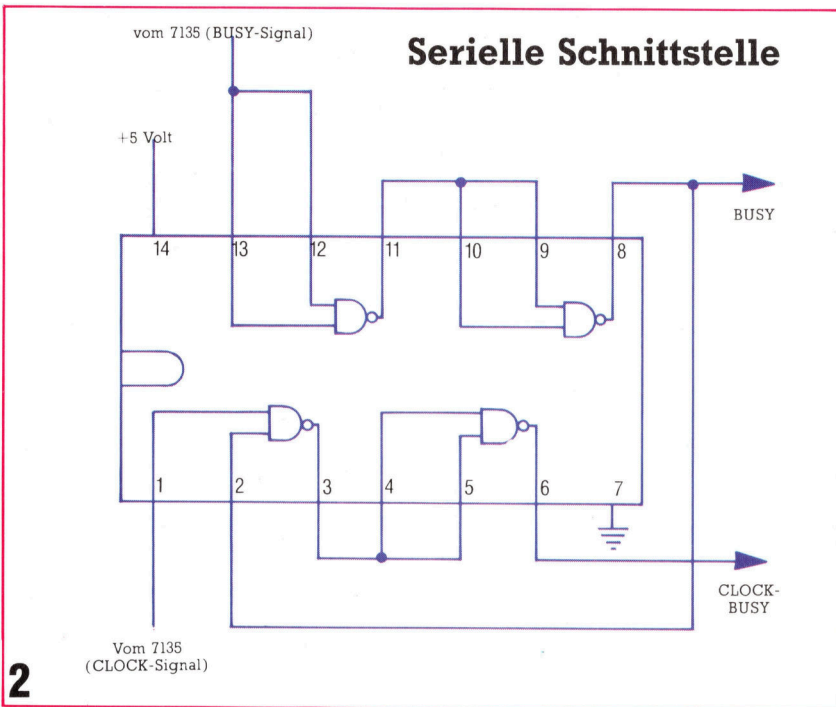 vom 7135 (BUSY-Signal)
Serielle Schnittstelle
+5 Volt
BUSY
14 13 12 11 10 9 8
1 2 3 4 5 6 7
CLOCK-
BUSY
Vom 7135
(CLOCK-Signal)
2